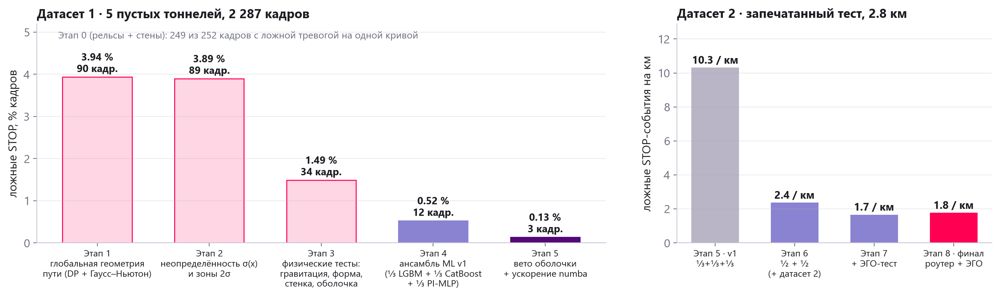 Датасет 1 · 5 пустых тоннелей, 2 287 кадров
ложные STOP, % кадров
5
4
3
2
1
0
Этап 0 (рельсы + стены): 249 из 252 кадров с ложной тревогой на одной кривой
3.94 %
90 кадр.
3.89 %
89 кадр.
1.49 %
34 кадр.
0.52 %
12 кадр.
0.13 %
3 кадр.
Этап 1
глобальная геометрия
пути (DP + Гаусс–Ньютон)
Этап 2
неопределённость σ(x)
и зоны 2σ
Этап 3
физические тесты:
гравитация, форма,
стенка, оболочка
Этап 4
ансамбль ML v1
(⅓ LGBM + ⅓ CatBoost
+ ⅓ PI-MLP)
Этап 5
вето оболочки
+ ускорение numba
Датасет 2 · запечатанный тест, 2.8 км
ложные STOP-события на км
12
10
8
6
4
2
0
10.3 / км
2.4 / км
1.7 / км
1.8 / км
Этап 5 · v1
⅓+⅓+⅓
Этап 6
½ + ½
(+ датасет 2)
Этап 7
+ ЭГО-тест
Этап 8 · финал
роутер + ЭГО